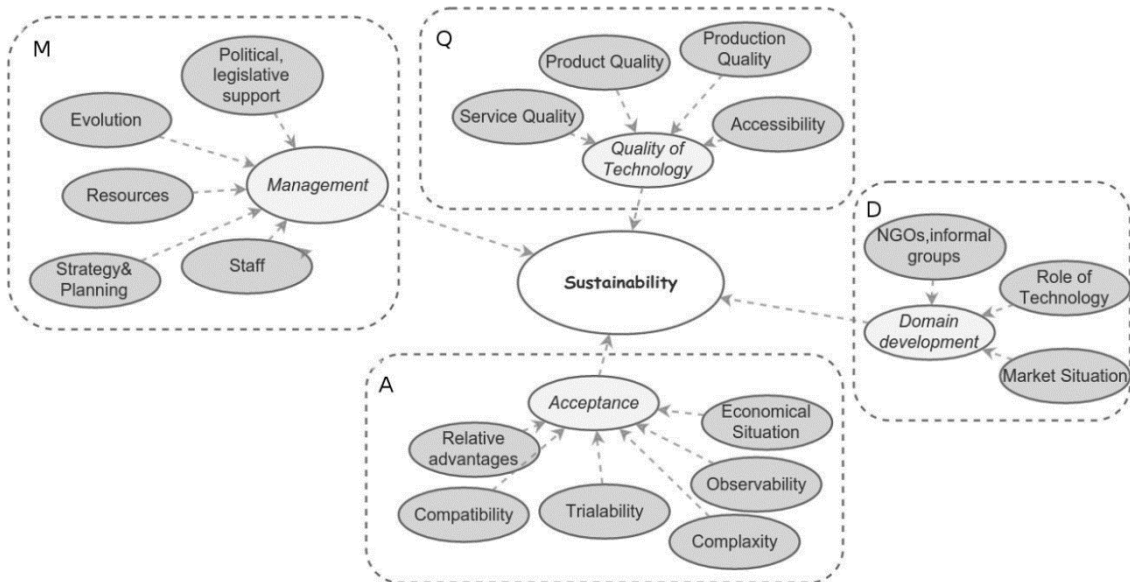 M
Political,
legislative
support
Evolution
Management
Resources
Strategy&
Planning
Staff
Q
Product Quality
Production
Quality
Service Quality
Accessibility
Quality of
Technology
Sustainability
D
NGOs,informal
groups
Role of
Technology
Domain
development
Market Situation
A
Acceptance
Economical
Situation
Relative
advantages
Observability
Compatibility
Trialability
Complaxity